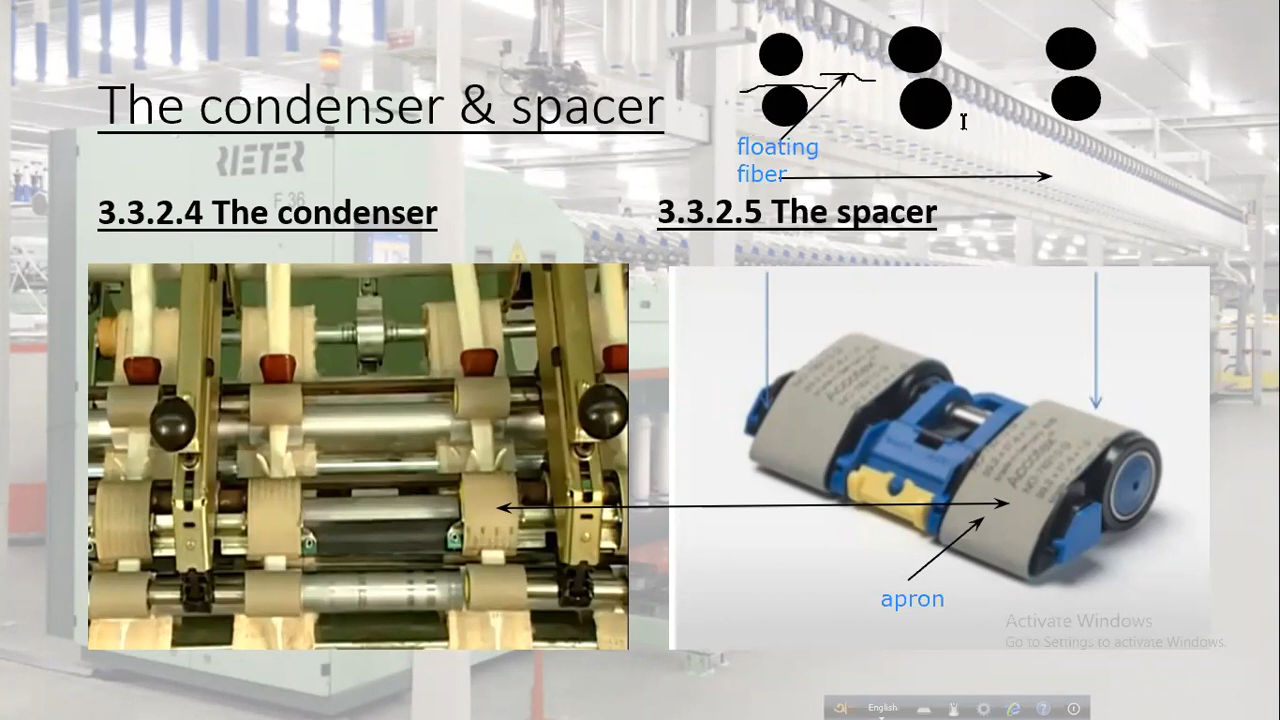 The condenser & spacer
floating
fiber
RIETER
F 36
3.3.2.4 The condenser
3.3.2.5 The spacer
apron
Activate Windows
Go to Settings to activate Windows.
English